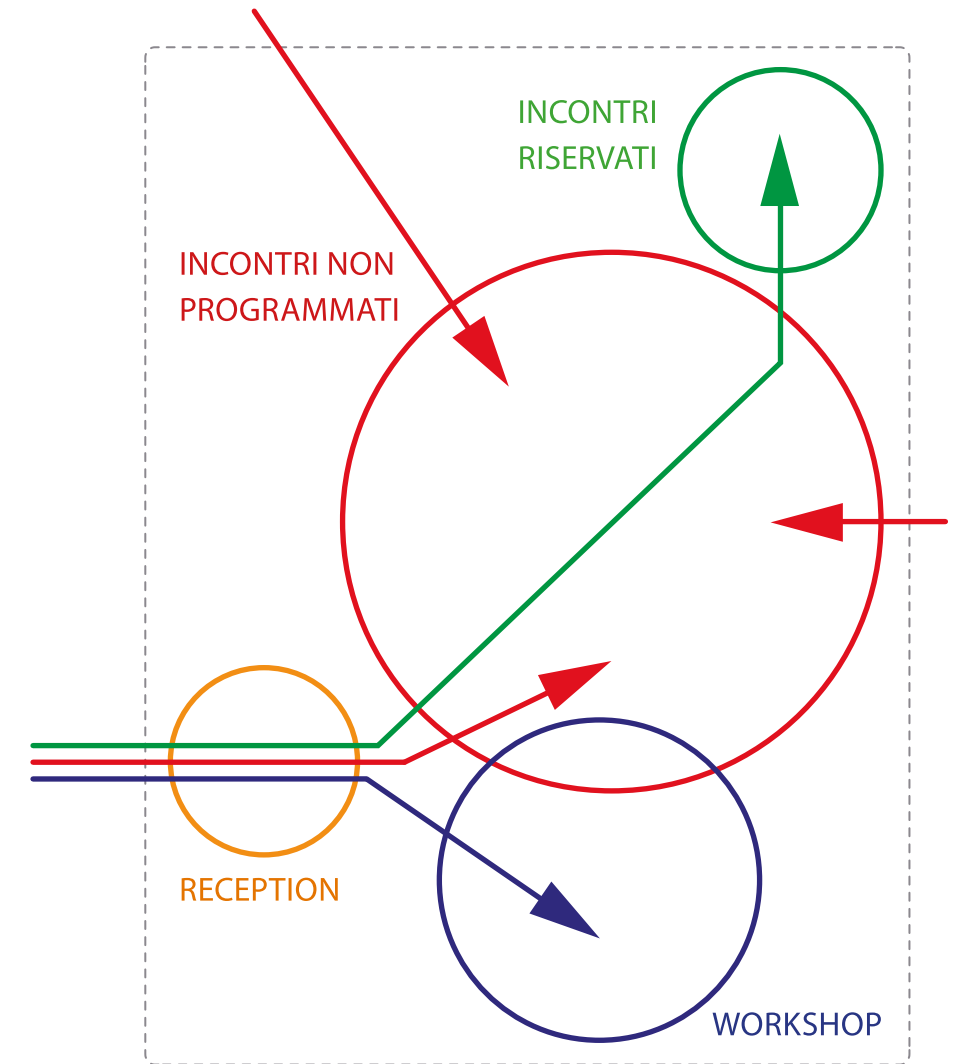 INCONTRI
RISERVATI
INCONTRI NON
PROGRAMMATI
RECEPTION
WORKSHOP